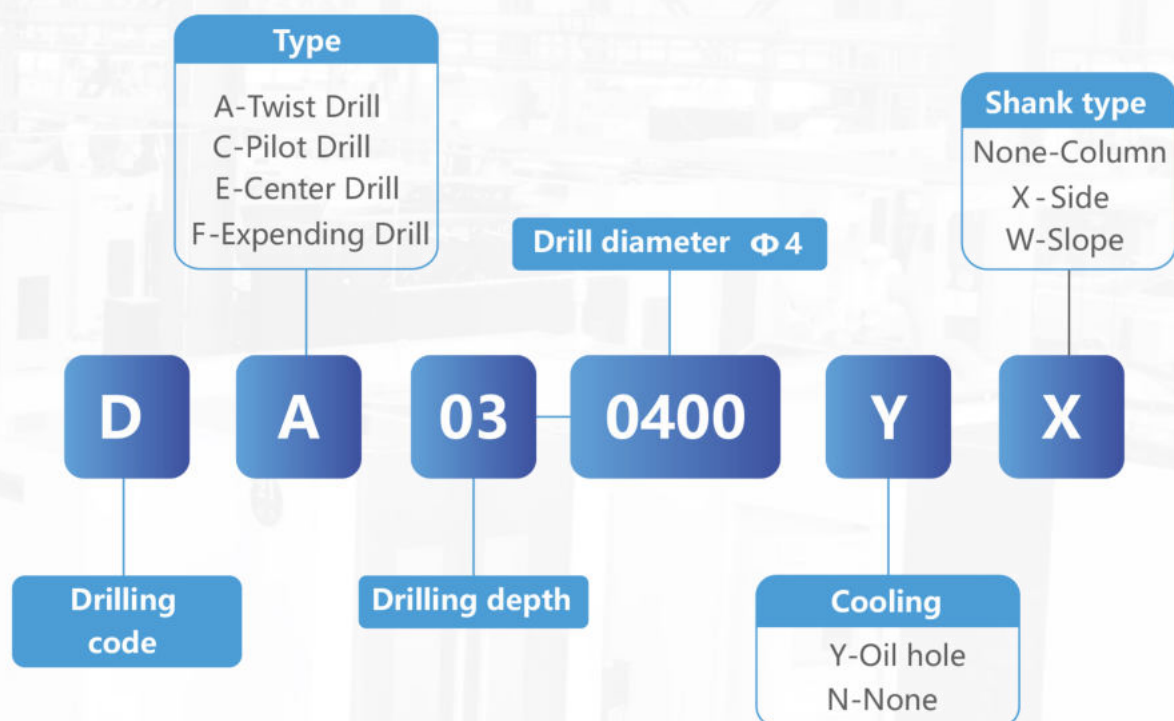 Type
A-Twist Drill
C-Pilot Drill
E-Center Drill
F-Expending Drill
Shank type
None-Column
X - Side
W-Slope
Drill diameter Φ 4
D
A
03
0400
Y
X
Drilling
code
Drilling depth
Cooling
Y-Oil hole
N-None